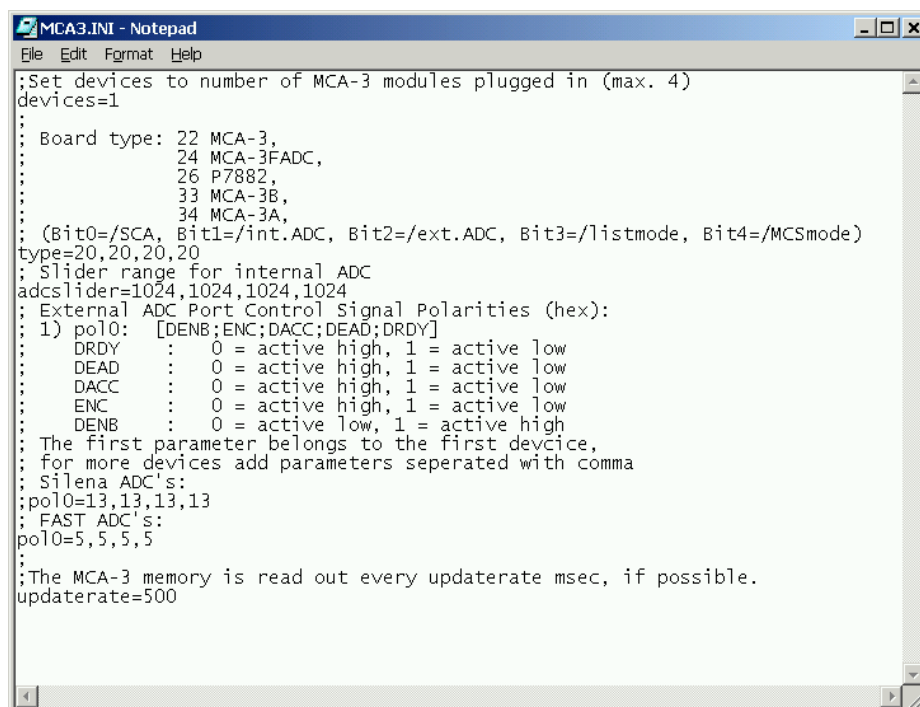 MCA3.INI - Notepad
File Edit Format Help
;Set devices to number of MCA-3 modules plugged in (max. 4)
devices=1
;
; Board type: 22 MCA-3,
;             24 MCA-3FADC,
;             26 P7882,
;             33 MCA-3B,
;             34 MCA-3A,
; (Bit0=/SCA, Bit1=/int.ADC, Bit2=/ext.ADC, Bit3=/listmode, Bit4=/MCSmode)
type=20,20,20,20
; Slider range for internal ADC
adcslider=1024,1024,1024,1024
; External ADC Port Control Signal Polarities (hex):
; 1) pol0:  [DENB;ENC;DACC;DEAD;DRDY]
;    DRDY    :   0 = active high, 1 = active low
;    DEAD    :   0 = active high, 1 = active low
;    DACC    :   0 = active high, 1 = active low
;    ENC     :   0 = active high, 1 = active low
;    DENB    :   0 = active low, 1 = active high
; The first parameter belongs to the first devcice,
; for more devices add parameters seperated with comma
; Silena ADC's:
;pol0=13,13,13,13
; FAST ADC's:
pol0=5,5,5,5
;
;The MCA-3 memory is read out every updaterate msec, if possible.
updaterate=500